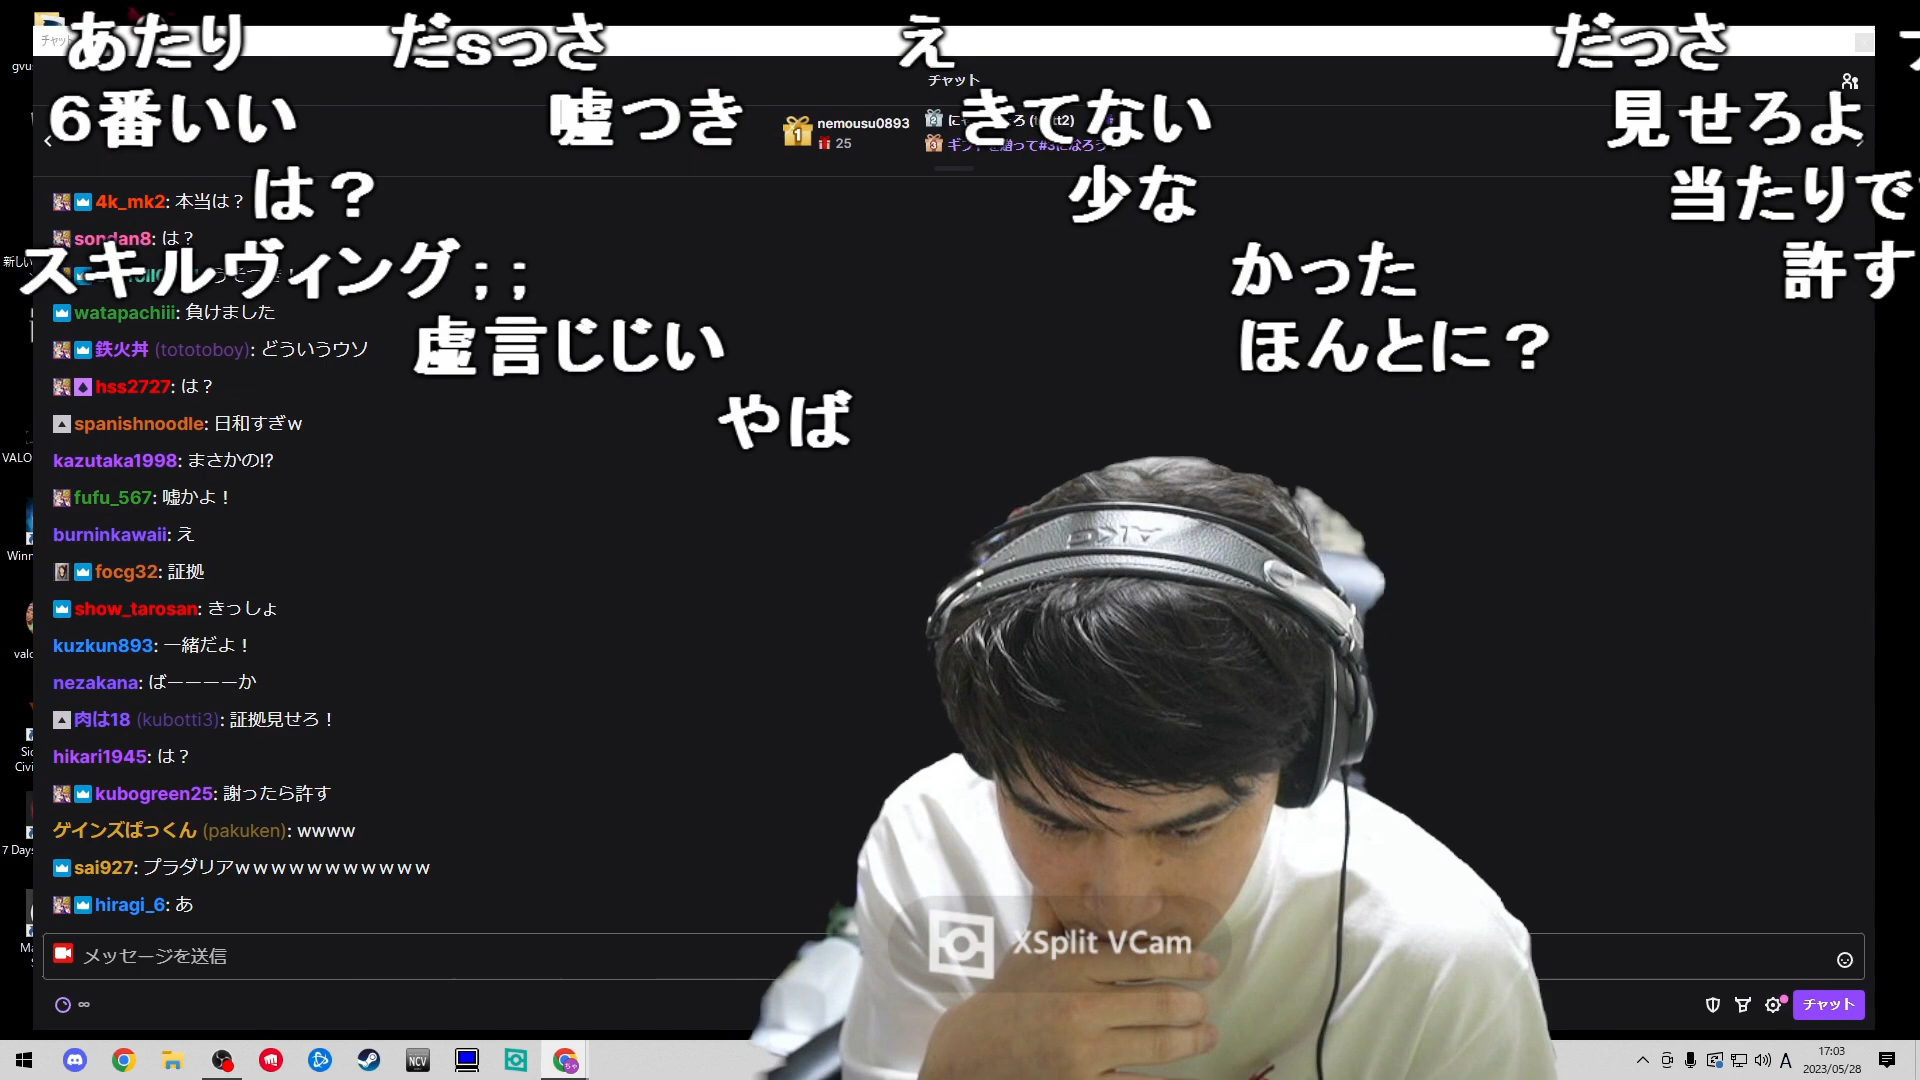 あたり
だsっさ
え
だっさ
チャット
チャット
6番いい
嘘つき
きてない
見せろよ
nemousu0893
25
は？
少な
当たりで
4k_mk2: 本当は？
sondan8: は？
スキルヴィング；；
かった
許す
watapachiii: 負けました
虚言じじい
ほんとに？
鉄火丼 (tototoboy): どういうウソ
hss2727: は？
やば
spanishnoodle: 日和すぎｗ
kazutaka1998: まさかの!?
fufu_567: 嘘かよ！
burninkawaii: え
focg32: 証拠
show_tarosan: きっしょ
kuzkun893: 一緒だよ！
nezakana: ばーーーーか
肉は18 (kubotti3): 証拠見せろ！
hikari1945: は？
kubogreen25: 謝ったら許す
ゲインズぱっくん (pakuken): wwww
sai927: プラダリアｗｗｗｗｗｗｗｗｗｗｗ
hiragi_6: あ
AKG
XSplit VCam
メッセージを送信
∞
チャット
NCV
A
17:03
2023/05/28